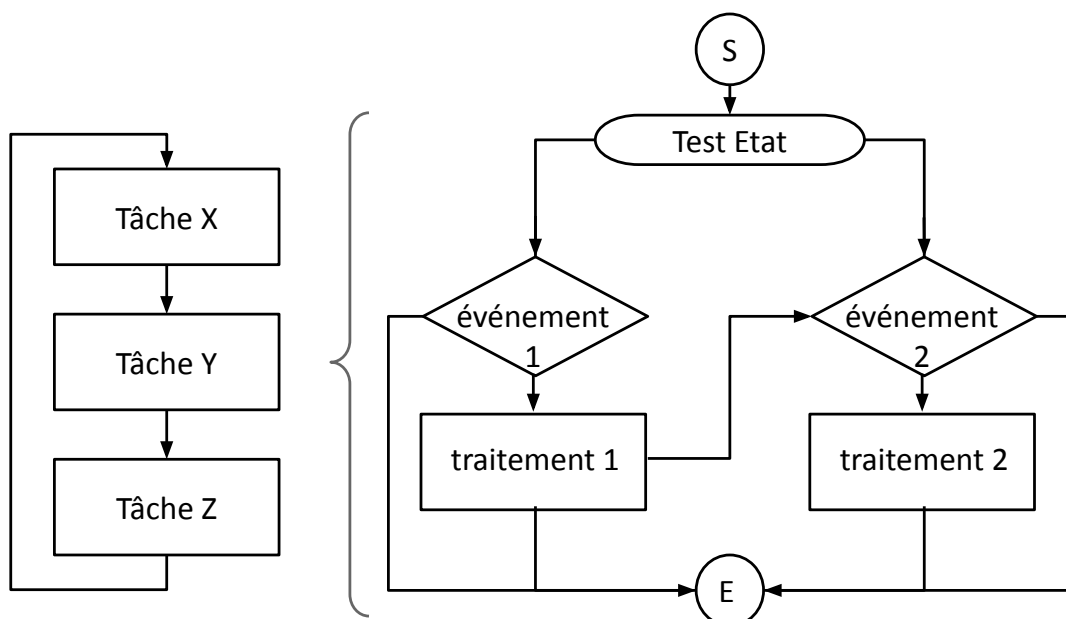 Tâche X
Tâche Y
Tâche Z
S
Test Etat
événement
1
événement
2
traitement 1
traitement 2
E